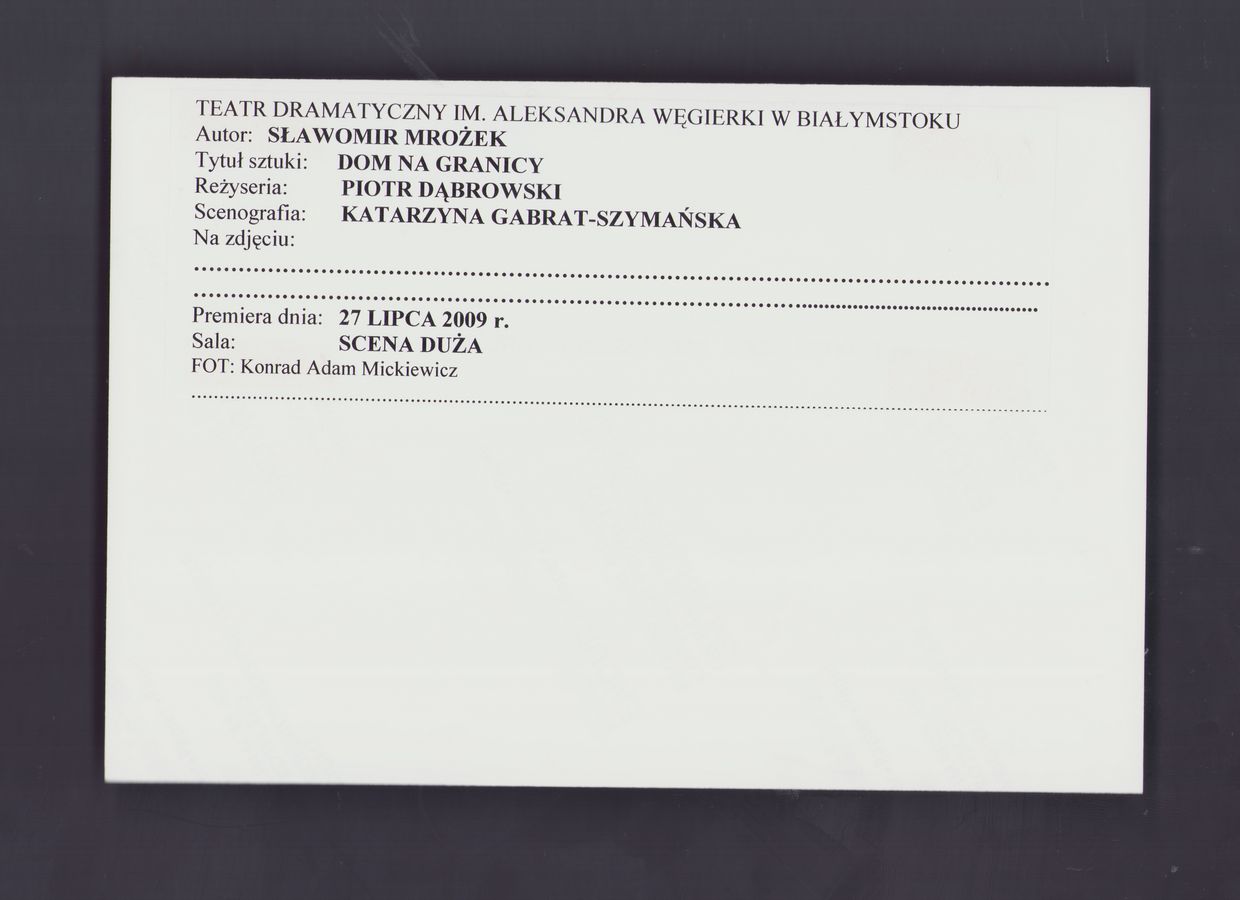 TEATR DRAMATYCZNY IM. ALEKSANDRA WĘGIERKI W BIAŁYMSTOKU
Autor: SŁAWOMIR MROŻEK
Tytuł sztuki: DOM NA GRANICY
Reżyseria: PIOTR DĄBROWSKI
Scenografia: KATARZYNA GABRAT-SZYMAŃSKA
Na zdjęciu:
Premiera dnia: 27 LIPCA 2009 r.
Sala: SCENA DUŻA
FOT: Konrad Adam Mickiewicz